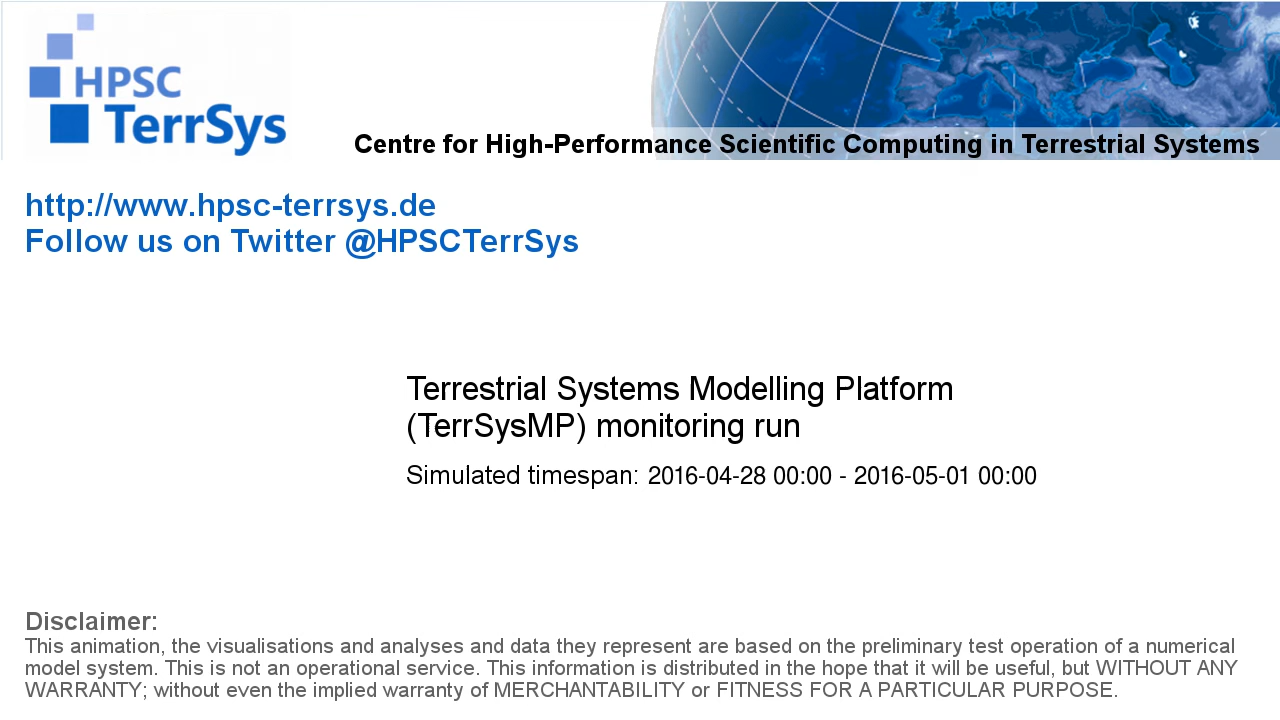 HPSC
TerrSys
Centre for High-Performance Scientific Computing in Terrestrial Systems
http://www.hpsc-terrsys.de
Follow us on Twitter @HPSCTerrSys
Terrestrial Systems Modelling Platform
(TerrSysMP) monitoring run
Simulated timespan: 2016-04-28 00:00 - 2016-05-01 00:00
Disclaimer:
This animation, the visualisations and analyses and data they represent are based on the preliminary test operation of a numerical
model system. This is not an operational service. This information is distributed in the hope that it will be useful, but WITHOUT ANY
WARRANTY; without even the implied warranty of MERCHANTABILITY or FITNESS FOR A PARTICULAR PURPOSE.